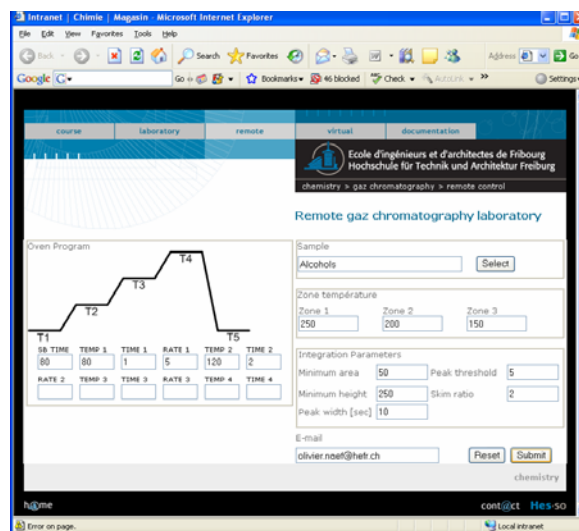 Intranet | Chimie | Magasin - Microsoft Internet Explorer
File Edit View Favorites Tools Help
Back Search Favorites Address Go
Google G Go Bookmarks 46 blocked Check AutoLink Settings
course laboratory remote virtual documentation
Ecole d'ingénieurs et d'architectes de Fribourg
Hochschule für Technik und Architektur Freiburg
chemistry > gaz chromatography > remote control
Remote gaz chromatography laboratory
Oven Program
T4
T3
T2
T1 T5
SB TIME TEMP 1 TIME 1 RATE 1 TEMP 2 TIME 2
80 80 1 5 120 2
RATE 2 TEMP 3 TIME 3 RATE 3 TEMP 4 TIME 4
Sample
Alcohols Select
Zone température
Zone 1 Zone 2 Zone 3
250 200 150
Integration Parameters
Minimum area 50 Peak threshold 5
Minimum height 250 Skim ratio 2
Peak width [sec] 10
E-mail
olivier.naef@hefr.ch Reset Submit
chemistry
h@me cont@ct Hes-so
Error on page. Local intranet